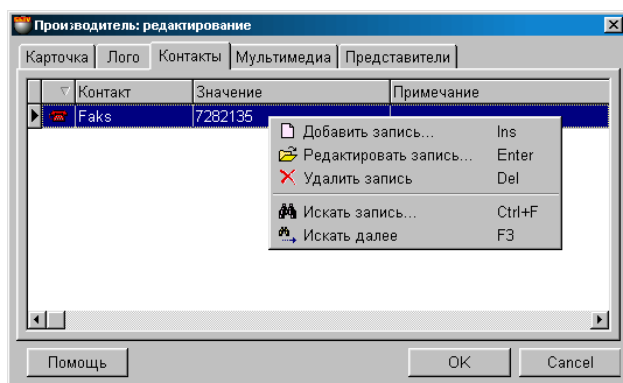 Производитель: редактирование
Карточка Лого Контакты Мультимедиа Представители
Контакт Значение Примечание
Faks 7282135
Добавить запись... Ins
Редактировать запись... Enter
Удалить запись Del
Искать запись... Ctrl+F
Искать далее F3
Помощь OK Cancel